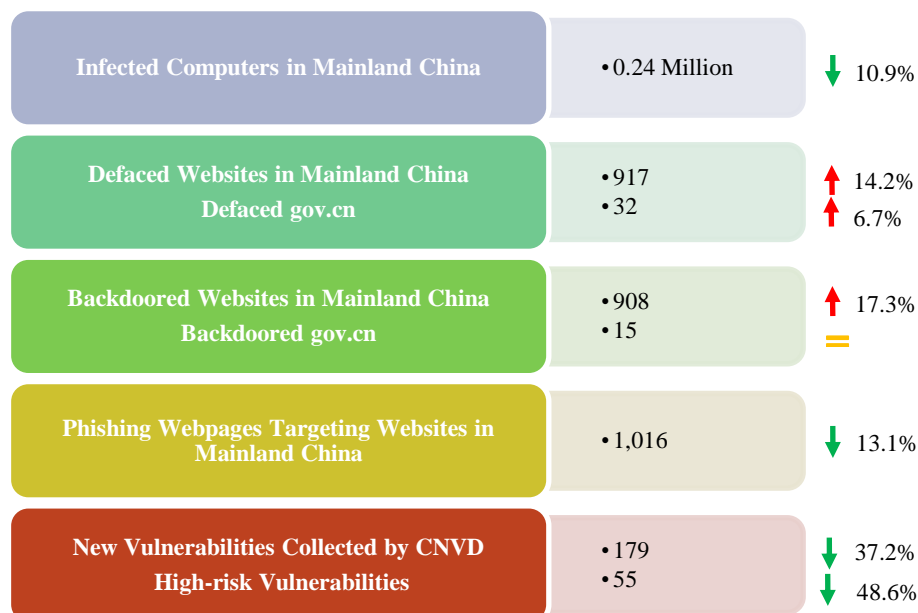 Infected Computers in Mainland China
•0.24 Million
10.9%
Defaced Websites in Mainland China
Defaced gov.cn
•917
•32
14.2%
6.7%
Backdoored Websites in Mainland China
Backdoored gov.cn
•908
•15
17.3%
=
Phishing Webpages Targeting Websites in
Mainland China
•1,016
13.1%
New Vulnerabilities Collected by CNVD
High-risk Vulnerabilities
•179
•55
37.2%
48.6%